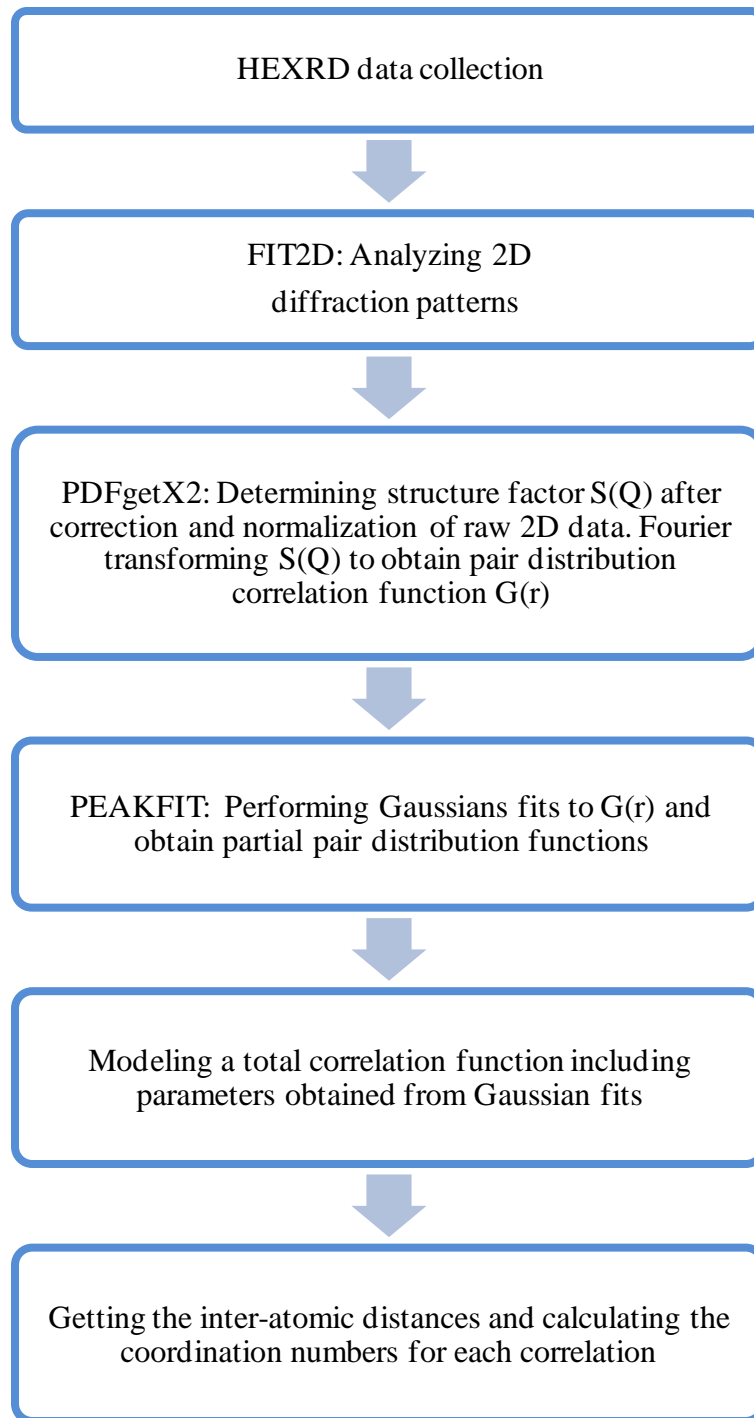 HEXRD data collection
FIT2D: Analyzing 2D
diffraction patterns
PDFgetX2: Determining structure factor S(Q) after
correction and normalization of raw 2D data. Fourier
transforming S(Q) to obtain pair distribution
correlation function G(r)
PEAKFIT: Performing Gaussians fits to G(r) and
obtain partial pair distribution functions
Modeling a total correlation function including
parameters obtained from Gaussian fits
Getting the inter-atomic distances and calculating the
coordination numbers for each correlation